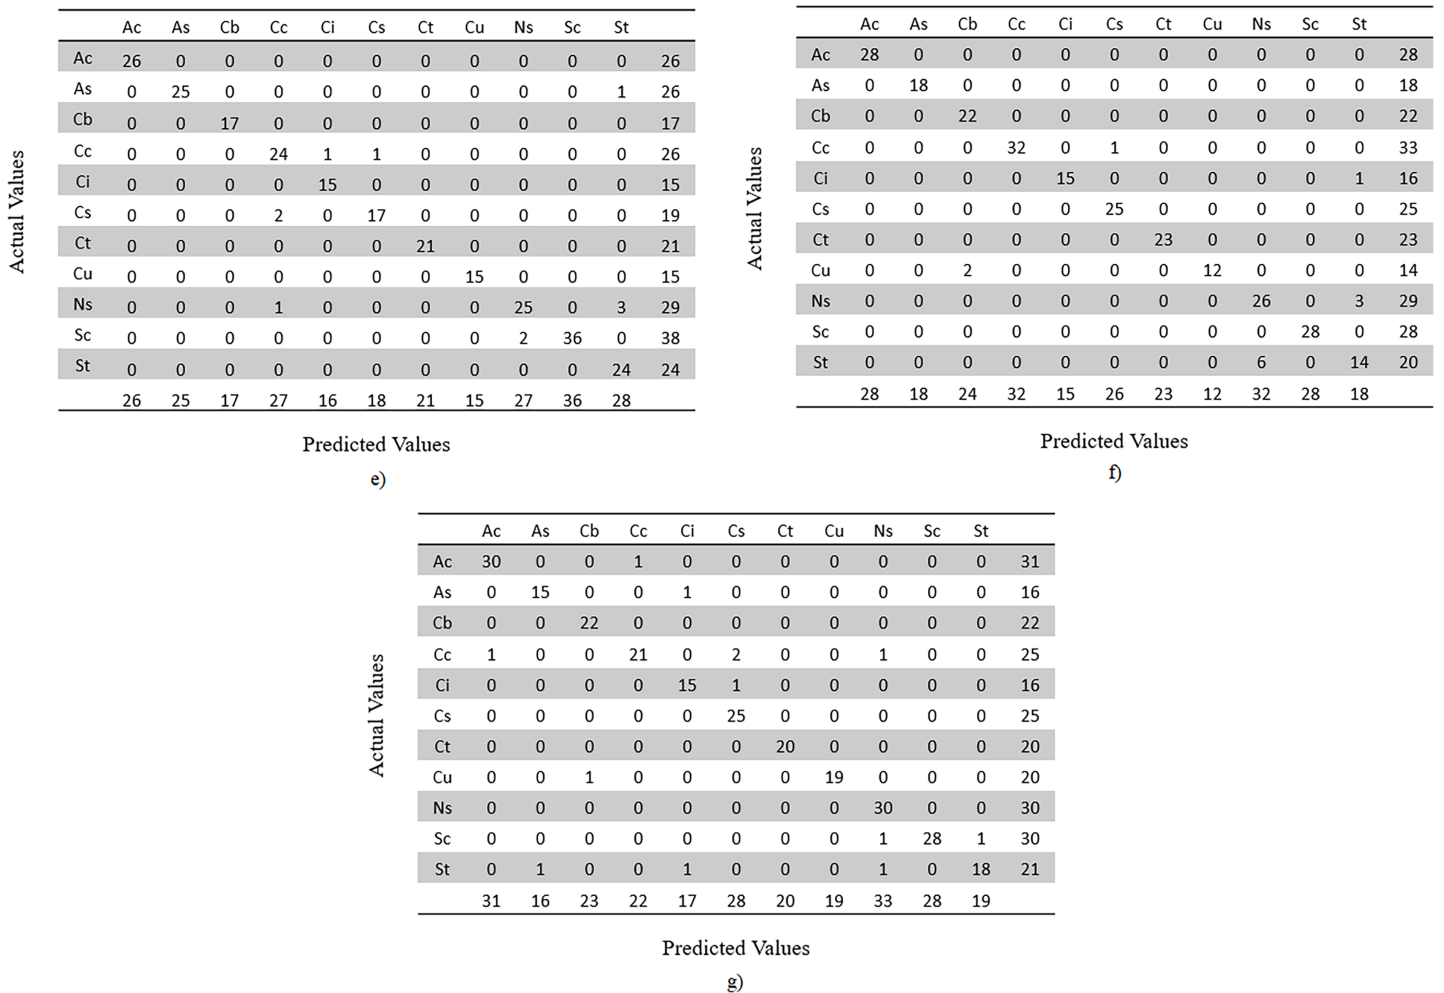 Ac As Cb Cc Ci Cs Ct Cu Ns Sc St
Ac 26 0 0 0 0 0 0 0 0 0 0 26
As 0 25 0 0 0 0 0 0 0 0 1 26
Cb 0 0 17 0 0 0 0 0 0 0 0 17
Cc 0 0 0 24 1 1 0 0 0 0 0 26
Ci 0 0 0 0 15 0 0 0 0 0 0 15
Cs 0 0 0 2 0 17 0 0 0 0 0 19
Ct 0 0 0 0 0 0 21 0 0 0 0 21
Cu 0 0 0 0 0 0 0 15 0 0 0 15
Ns 0 0 0 1 0 0 0 0 25 0 3 29
Sc 0 0 0 0 0 0 0 0 2 36 0 38
St 0 0 0 0 0 0 0 0 0 0 24 24
26 25 17 27 16 18 21 15 27 36 28
Actual Values
Predicted Values
e)
Ac As Cb Cc Ci Cs Ct Cu Ns Sc St
Ac 28 0 0 0 0 0 0 0 0 0 0 28
As 0 18 0 0 0 0 0 0 0 0 0 18
Cb 0 0 22 0 0 0 0 0 0 0 0 22
Cc 0 0 0 32 0 1 0 0 0 0 0 33
Ci 0 0 0 0 15 0 0 0 0 0 1 16
Cs 0 0 0 0 0 25 0 0 0 0 0 25
Ct 0 0 0 0 0 0 23 0 0 0 0 23
Cu 0 0 2 0 0 0 0 12 0 0 0 14
Ns 0 0 0 0 0 0 0 0 26 0 3 29
Sc 0 0 0 0 0 0 0 0 0 28 0 28
St 0 0 0 0 0 0 0 0 6 0 14 20
28 18 24 32 15 26 23 12 32 28 18
Actual Values
Predicted Values
f)
Ac As Cb Cc Ci Cs Ct Cu Ns Sc St
Ac 30 0 0 1 0 0 0 0 0 0 0 31
As 0 15 0 0 1 0 0 0 0 0 0 16
Cb 0 0 22 0 0 0 0 0 0 0 0 22
Cc 1 0 0 21 0 2 0 0 1 0 0 25
Ci 0 0 0 0 15 1 0 0 0 0 0 16
Cs 0 0 0 0 0 25 0 0 0 0 0 25
Ct 0 0 0 0 0 0 20 0 0 0 0 20
Cu 0 0 1 0 0 0 0 19 0 0 0 20
Ns 0 0 0 0 0 0 0 0 30 0 0 30
Sc 0 0 0 0 0 0 0 0 1 28 1 30
St 0 1 0 0 1 0 0 0 1 0 18 21
31 16 23 22 17 28 20 19 33 28 19
Actual Values
Predicted Values
g)